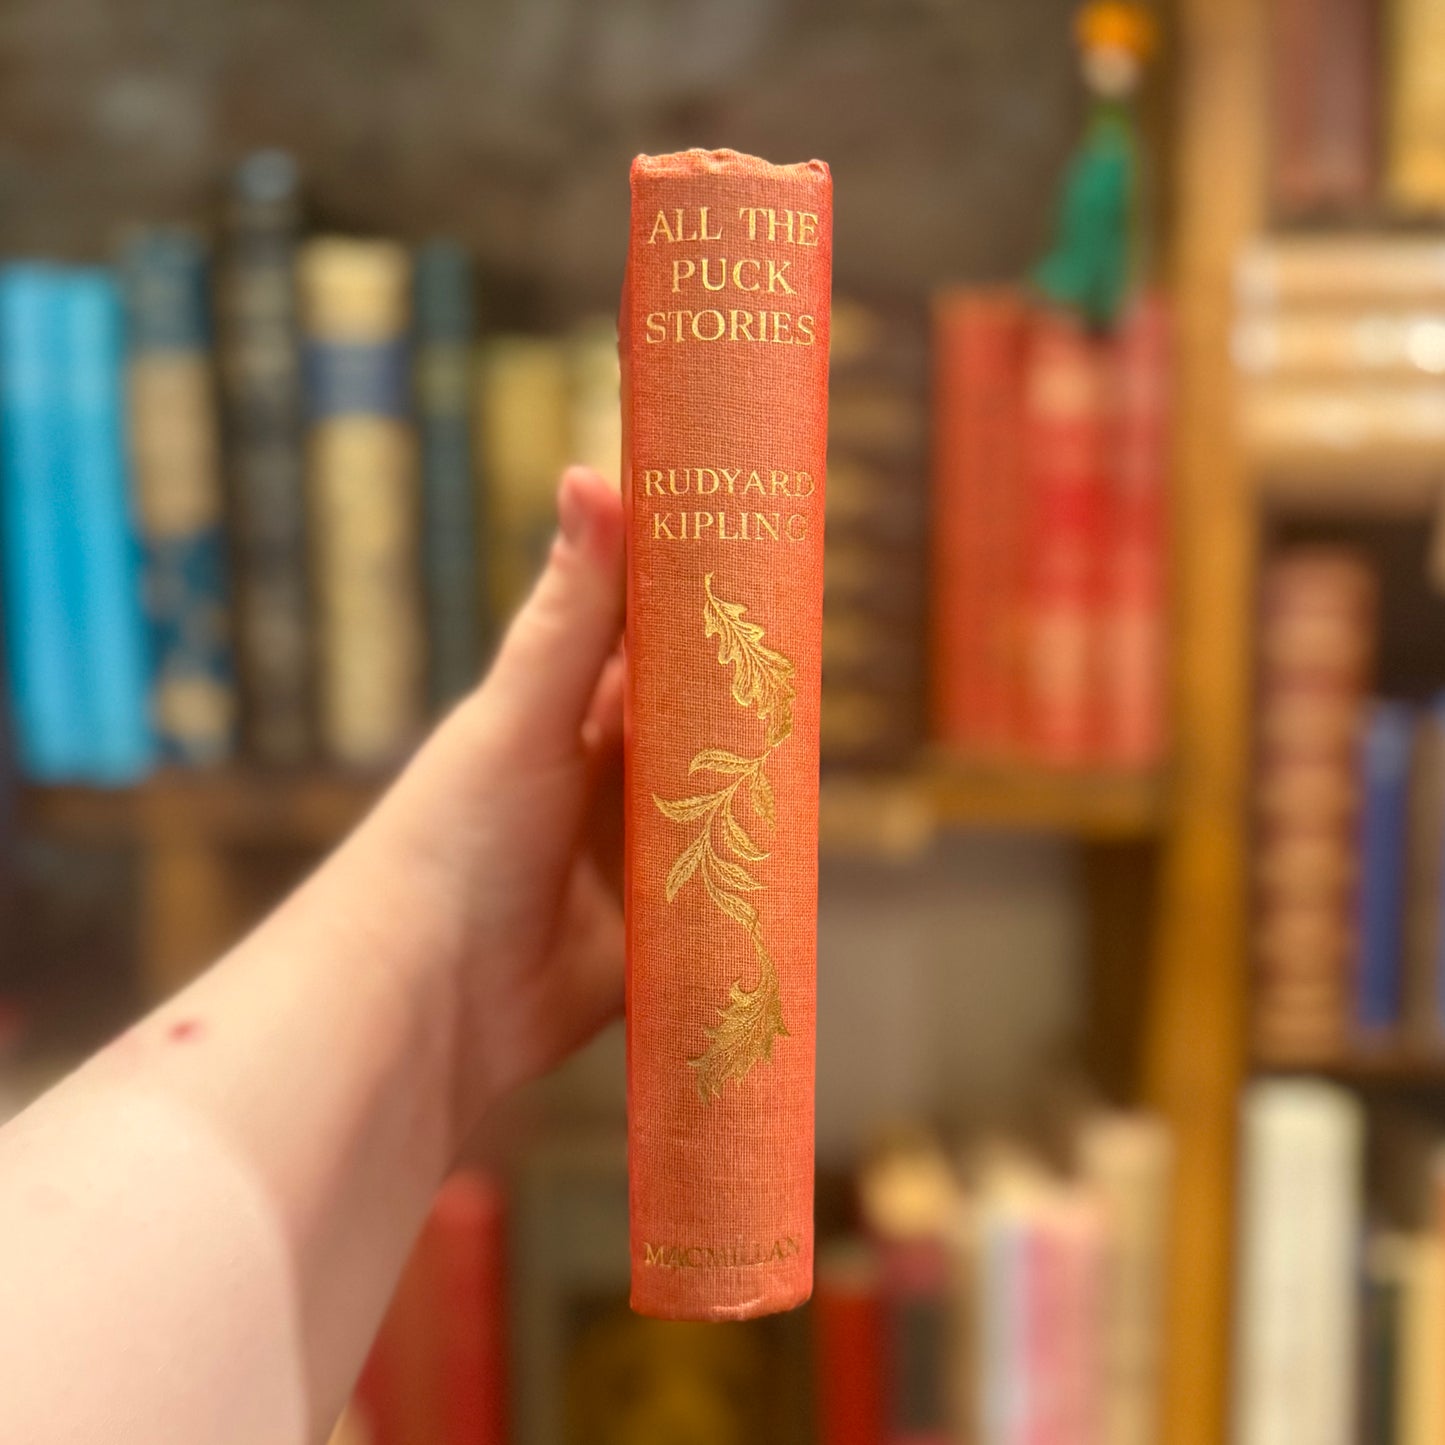 ALL THE
PUCK
STORIES
RUDYARD
KIPLING
MACMILLAN